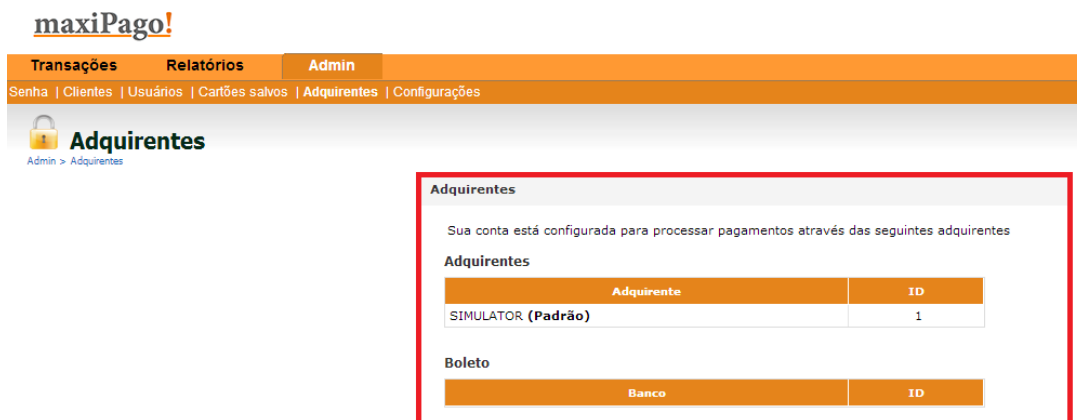 maxiPago!
Transações Relatórios Admin
Senha | Clientes | Usuários | Cartões salvos | Adquirentes | Configurações
Adquirentes
Admin > Adquirentes
Adquirentes
Sua conta está configurada para processar pagamentos através das seguintes adquirentes
Adquirentes
Adquirente ID
SIMULATOR (Padrão) 1
Boleto
Banco ID